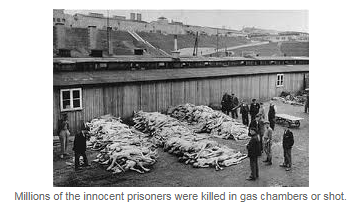 Millions of the innocent prisoners were killed in gas chambers or shot.